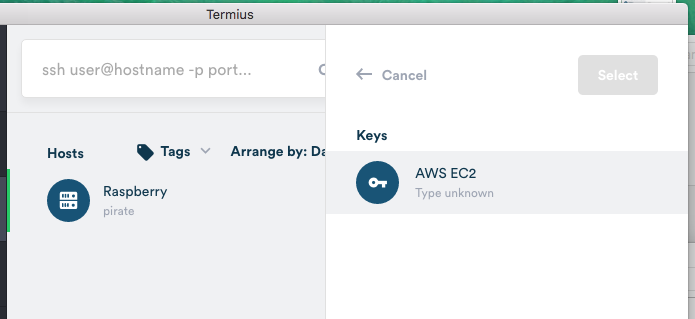 Termius
ssh user@hostname -p port...
Cancel
Select
Keys
AWS EC2
Type unknown
Hosts
Tags
Arrange by: Da
Raspberry
pirate